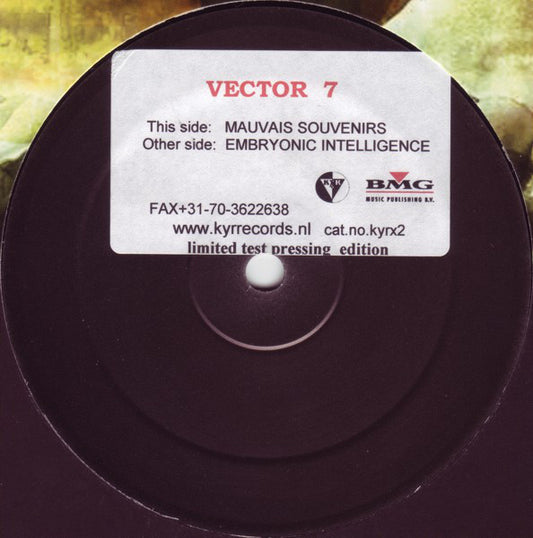 VECTOR 7
This side: MAUVAIS SOUVENIRS
Other side: EMBRYONIC INTELLIGENCE
BMG
MUSIC PUBLISHING B.V.
FAX+31-70-3622638
www.kyrrecords.nl cat.no.kyrx2
limited test pressing edition